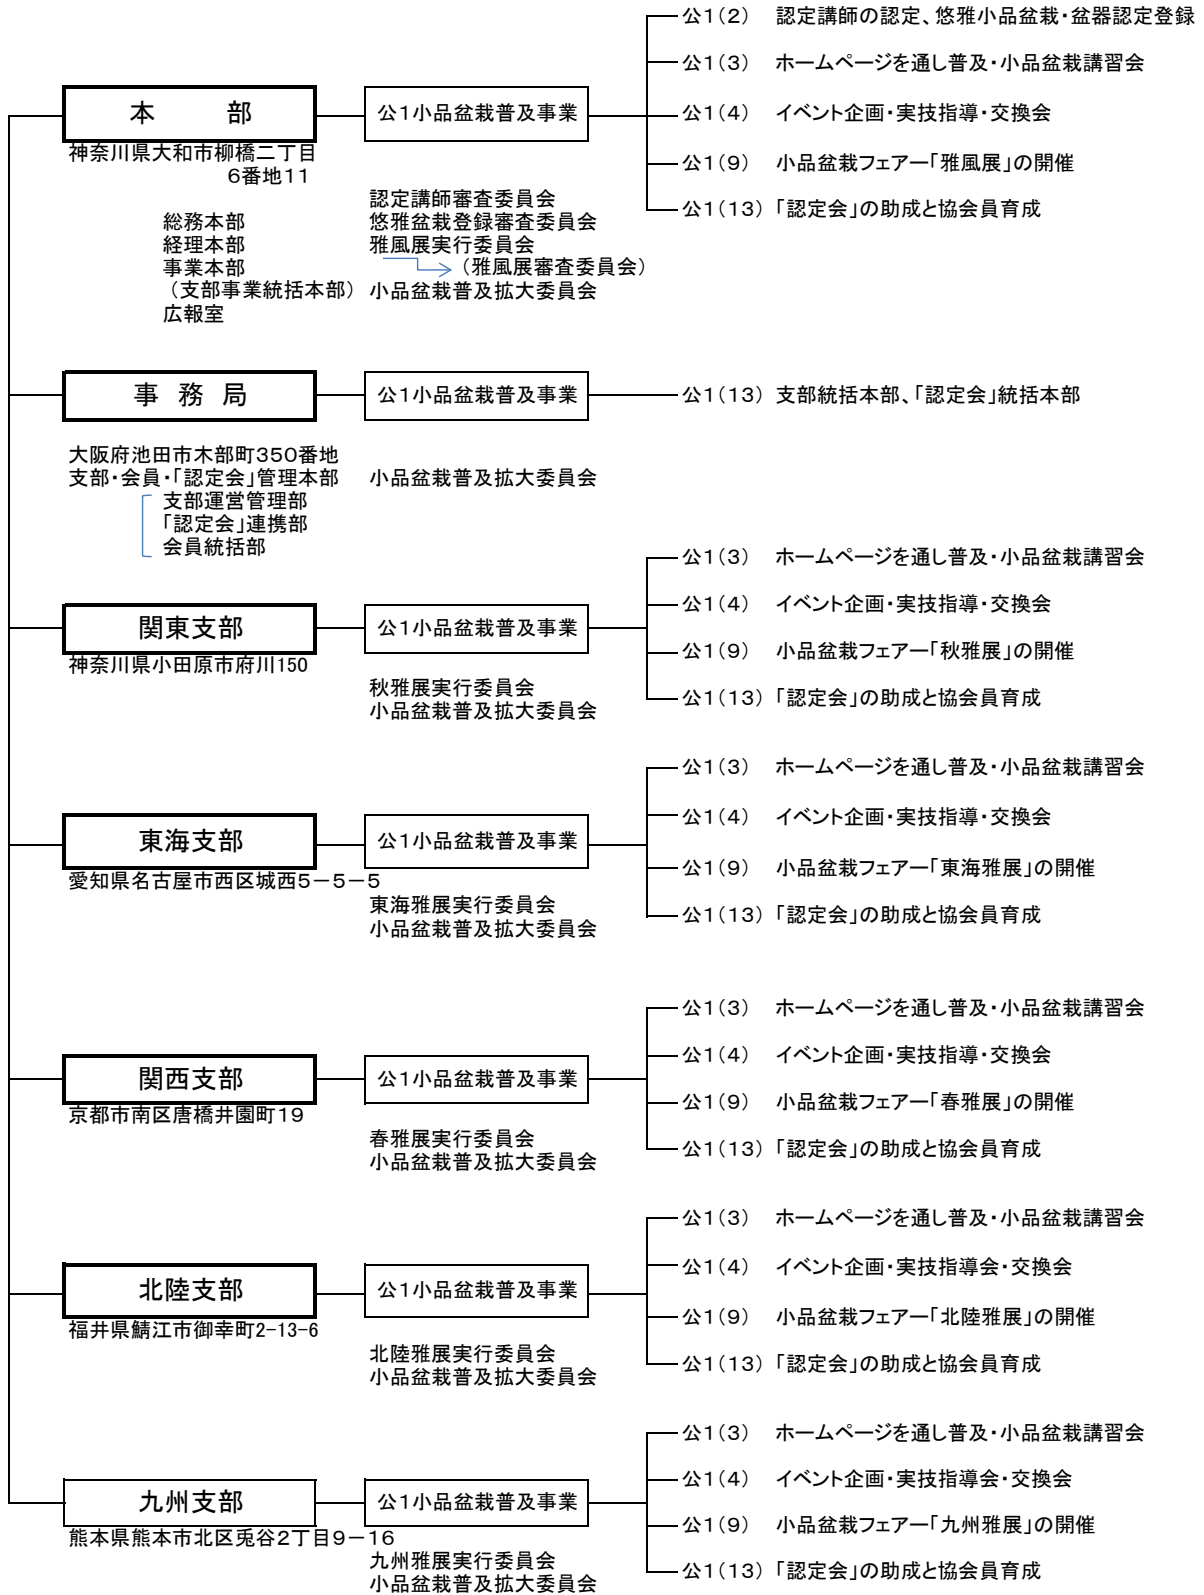 公１(２)　認定講師の認定、悠雅小品盆栽・盆器認定登録
公１(３)　ホームページを通し普及・小品盆栽講習会
本　　部
公１小品盆栽普及事業
公１(４)　イベント企画・実技指導・交換会
神奈川県大和市柳橋二丁目
６番地１１
公１(９)　小品盆栽フェアー「雅風展」の開催
認定講師審査委員会
公１(１３)「認定会」の助成と協会員育成
総務本部
悠雅盆栽登録審査委員会
経理本部
雅風展実行委員会
事業本部
（雅風展審査委員会）
（支部事業統括本部）
小品盆栽普及拡大委員会
広報室
事 務 局
公１小品盆栽普及事業
公１(１３) 支部統括本部、「認定会」統括本部
大阪府池田市木部町３５０番地
支部・会員・「認定会」管理本部
小品盆栽普及拡大委員会
支部運営管理部
「認定会」連携部
会員統括部
公１(３)　ホームページを通し普及・小品盆栽講習会
公１(４)　イベント企画・実技指導・交換会
関東支部
公１小品盆栽普及事業
公１(９)　小品盆栽フェアー「秋雅展」の開催
神奈川県小田原市府川150
秋雅展実行委員会
公１(１３)「認定会」の助成と協会員育成
小品盆栽普及拡大委員会
公１(３)　ホームページを通し普及・小品盆栽講習会
公１(４)　イベント企画・実技指導・交換会
東海支部
公１小品盆栽普及事業
公１(９)　小品盆栽フェアー「東海雅展」の開催
愛知県名古屋市西区城西５－５－５
東海雅展実行委員会
公１(１３)「認定会」の助成と協会員育成
小品盆栽普及拡大委員会
公１(３)　ホームページを通し普及・小品盆栽講習会
公１(４)　イベント企画・実技指導・交換会
関西支部
公１小品盆栽普及事業
公１(９)　小品盆栽フェアー「春雅展」の開催
京都市南区唐橋井園町１９
春雅展実行委員会
公１(１３)「認定会」の助成と協会員育成
小品盆栽普及拡大委員会
公１(３)　ホームページを通し普及・小品盆栽講習会
公１(４)　イベント企画・実技指導会・交換会
北陸支部
公１小品盆栽普及事業
公１(９)　小品盆栽フェアー「北陸雅展」の開催
福井県鯖江市御幸町2-13-6
北陸雅展実行委員会
公１(１３)「認定会」の助成と協会員育成
小品盆栽普及拡大委員会
公１(３)　ホームページを通し普及・小品盆栽講習会
公１(４)　イベント企画・実技指導会・交換会
九州支部
公１小品盆栽普及事業
公１(９)　小品盆栽フェアー「九州雅展」の開催
熊本県熊本市北区兎谷２丁目９－１６
九州雅展実行委員会
公１(１３)「認定会」の助成と協会員育成
小品盆栽普及拡大委員会